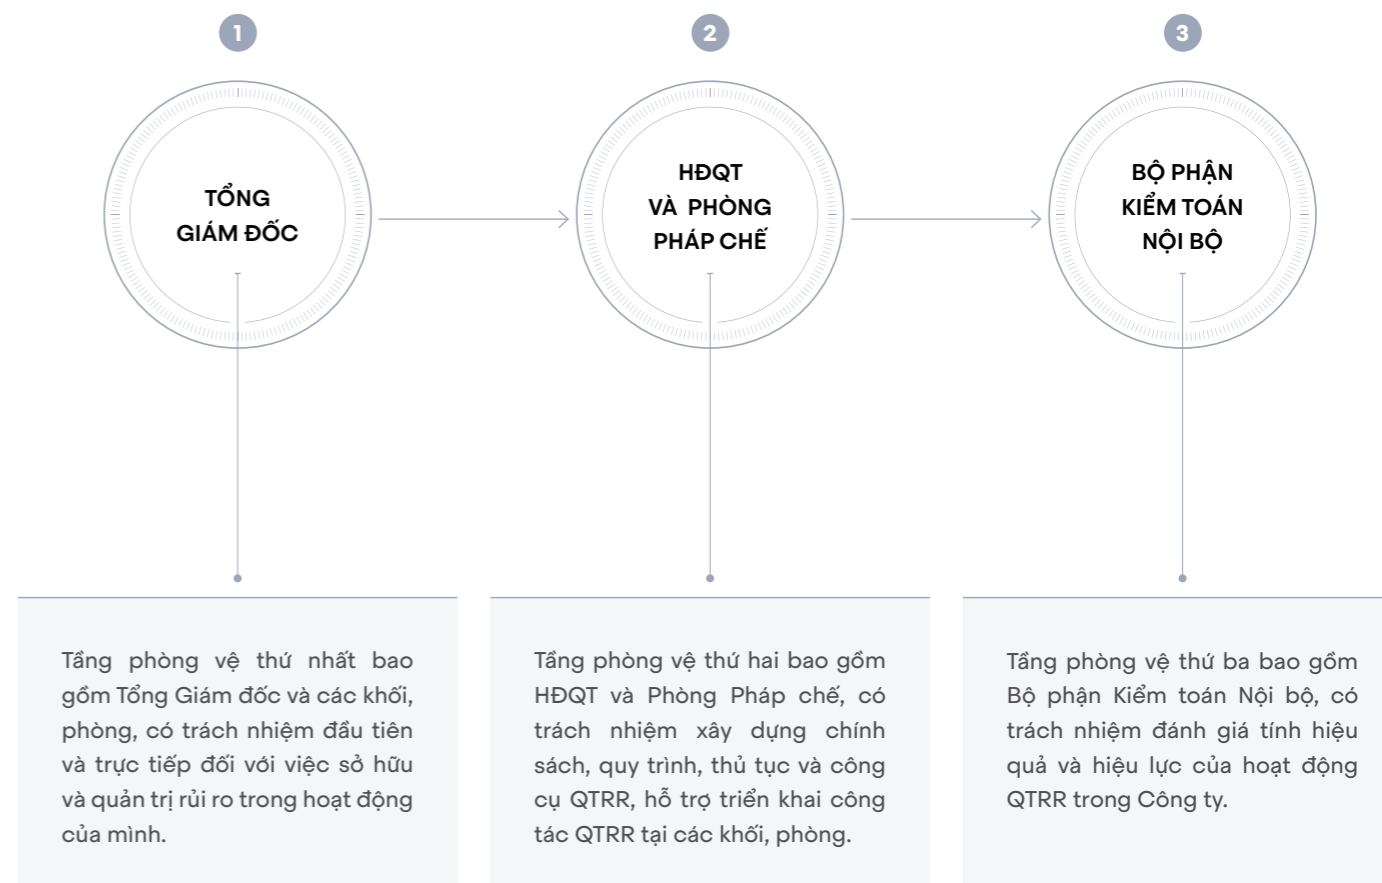 1
TỔNG
GIÁM ĐỐC
2
HĐQT
VÀ PHÒNG
PHÁP CHẾ
3
BỘ PHẬN
KIỂM TOÁN
NỘI BỘ
Tầng phòng vệ thứ nhất bao
gồm Tổng Giám đốc và các khối,
phòng, có trách nhiệm đầu tiên
và trực tiếp đối với việc sở hữu
và quản trị rủi ro trong hoạt động
của mình.
Tầng phòng vệ thứ hai bao gồm
HĐQT và Phòng Pháp chế, có
trách nhiệm xây dựng chính
sách, quy trình, thủ tục và công
cụ QTRR, hỗ trợ triển khai công
tác QTRR tại các khối, phòng.
Tầng phòng vệ thứ ba bao gồm
Bộ phận Kiểm toán Nội bộ, có
trách nhiệm đánh giá tính hiệu
quả và hiệu lực của hoạt động
QTRR trong Công ty.